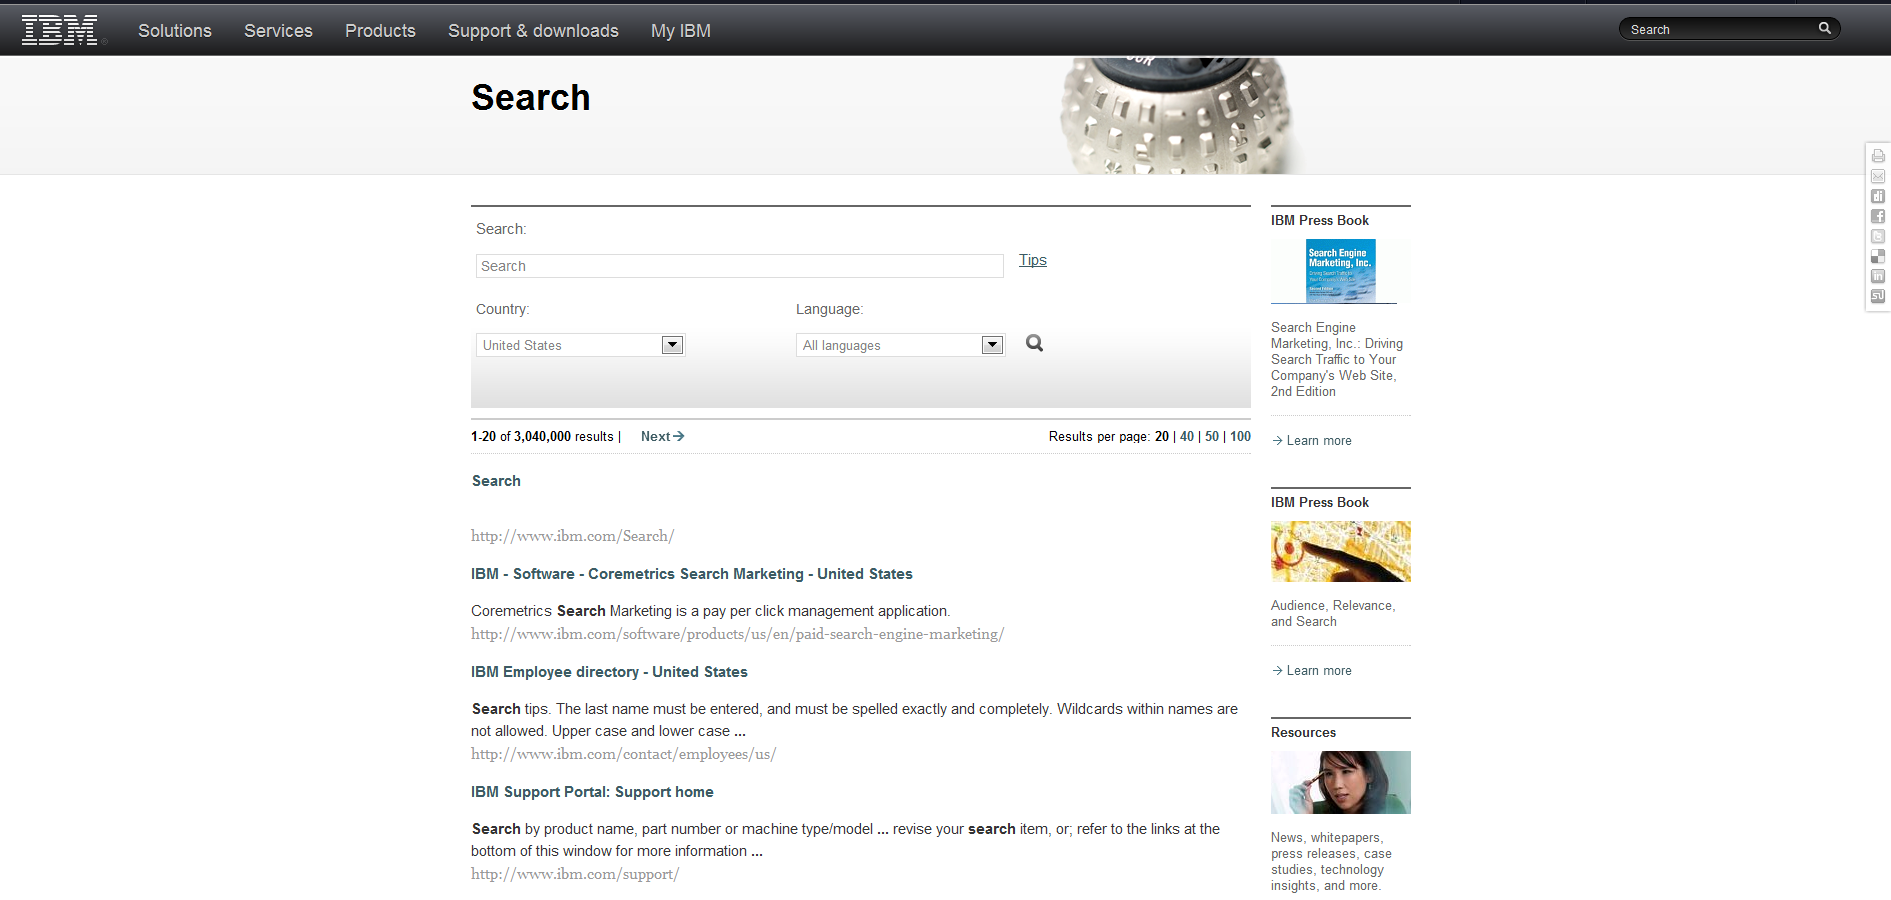 IBM
Solutions Services Products Support & downloads My IBM
Search
Search
Search:
Search
Tips
Country:
Language:
United States
All languages
1-20 of 3,040,000 results | Next
Results per page: 20 | 40 | 50 | 100
Search
http://www.ibm.com/Search/
IBM - Software - Coremetrics Search Marketing - United States
Coremetrics Search Marketing is a pay per click management application.
http://www.ibm.com/software/products/us/en/paid-search-engine-marketing/
IBM Employee directory - United States
Search tips. The last name must be entered, and must be spelled exactly and completely. Wildcards within names are
not allowed. Upper case and lower case ...
http://www.ibm.com/contact/employees/us/
IBM Support Portal: Support home
Search by product name, part number or machine type/model ... revise your search item, or; refer to the links at the
bottom of this window for more information ...
http://www.ibm.com/support/
IBM Press Book
Search Engine
Marketing, Inc.
Search Engine
Marketing, Inc.: Driving
Search Traffic to Your
Company's Web Site,
2nd Edition
Learn more
IBM Press Book
Audience, Relevance,
and Search
Learn more
Resources
News, whitepapers,
press releases, case
studies, technology
insights, and more.